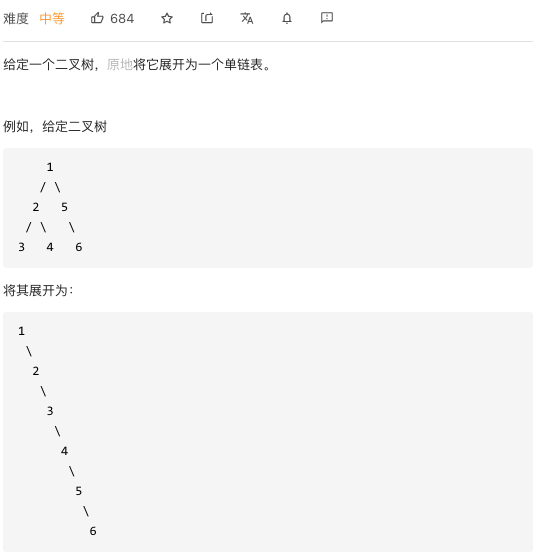 难度 中等 684
给定一个二叉树，原地将它展开为一个单链表。
例如，给定二叉树
    1
   / \
  2   5
 / \   \
3   4   6
将其展开为：
1
 \
  2
   \
    3
     \
      4
       \
        5
         \
          6